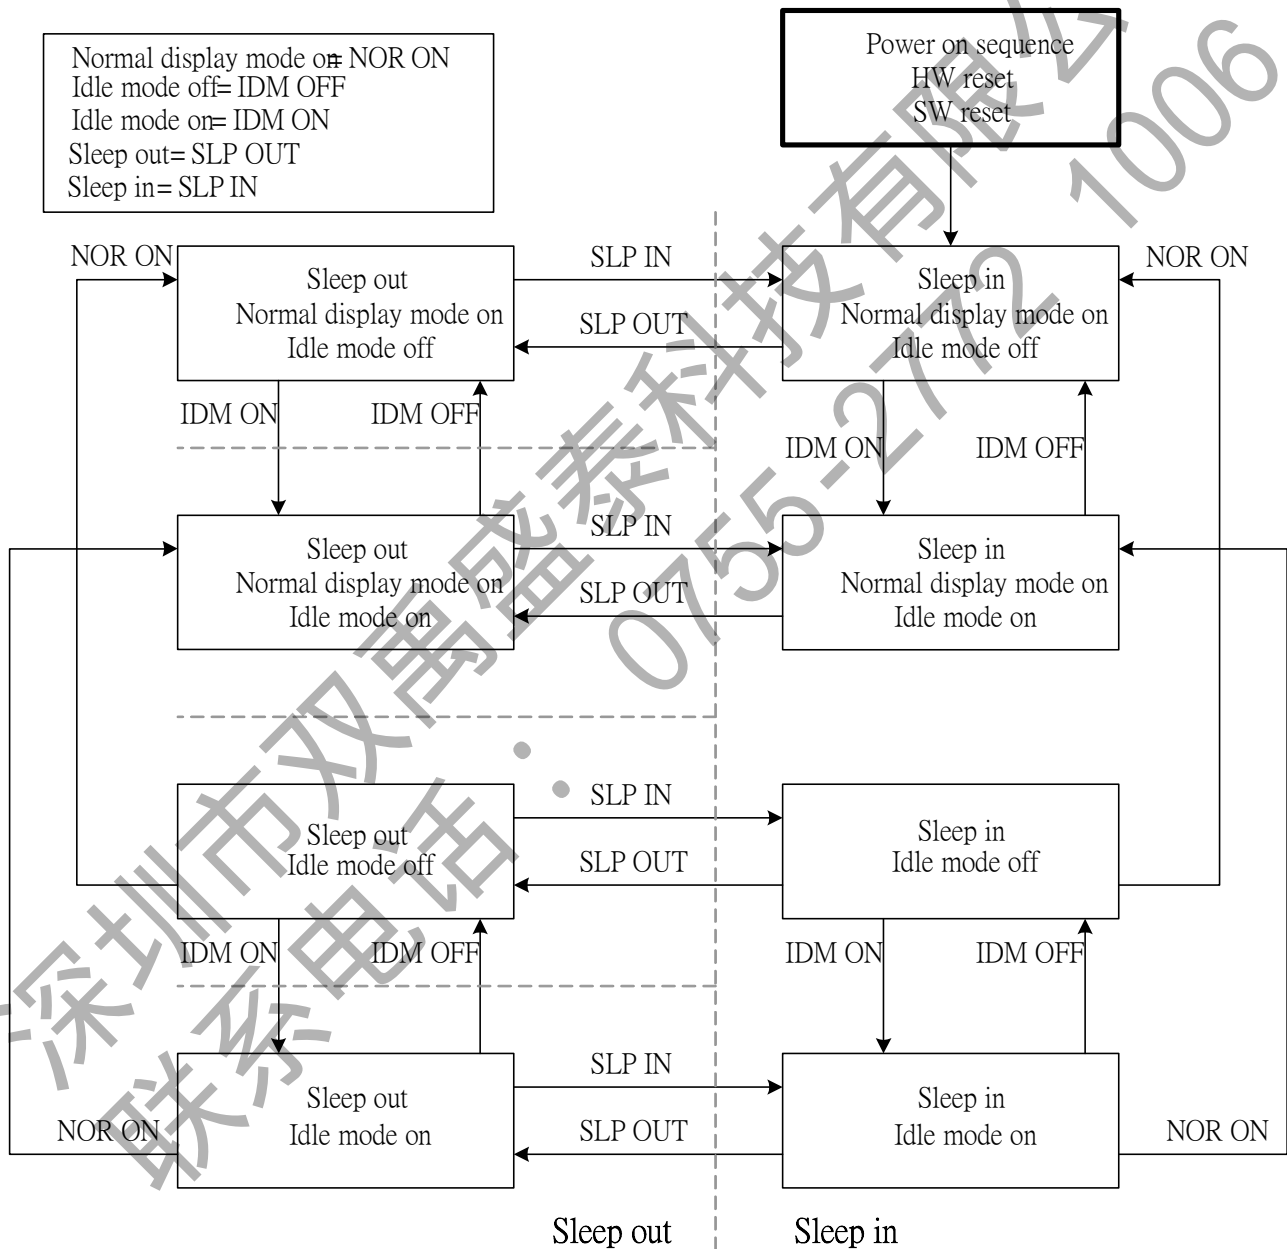 Normal display mode on= NOR ON
Idle mode off= IDM OFF
Idle mode on= IDM ON
Sleep out= SLP OUT
Sleep in= SLP IN
Power on sequence
HW reset
SW reset
NOR ON
Sleep out
Normal display mode on
Idle mode off
SLP IN
SLP OUT
Sleep in
Normal display mode on
Idle mode off
NOR ON
IDM ON
IDM OFF
IDM ON
IDM OFF
Sleep out
Normal display mode on
Idle mode on
SLP IN
SLP OUT
Sleep in
Normal display mode on
Idle mode on
Sleep out
Idle mode off
SLP IN
SLP OUT
Sleep in
Idle mode off
IDM ON
IDM OFF
IDM ON
IDM OFF
NOR ON
Sleep out
Idle mode on
SLP IN
SLP OUT
Sleep in
Idle mode on
NOR ON
Sleep out
Sleep in
深圳市双禹盛泰科技有限公
联系电话：0755-2772 1006